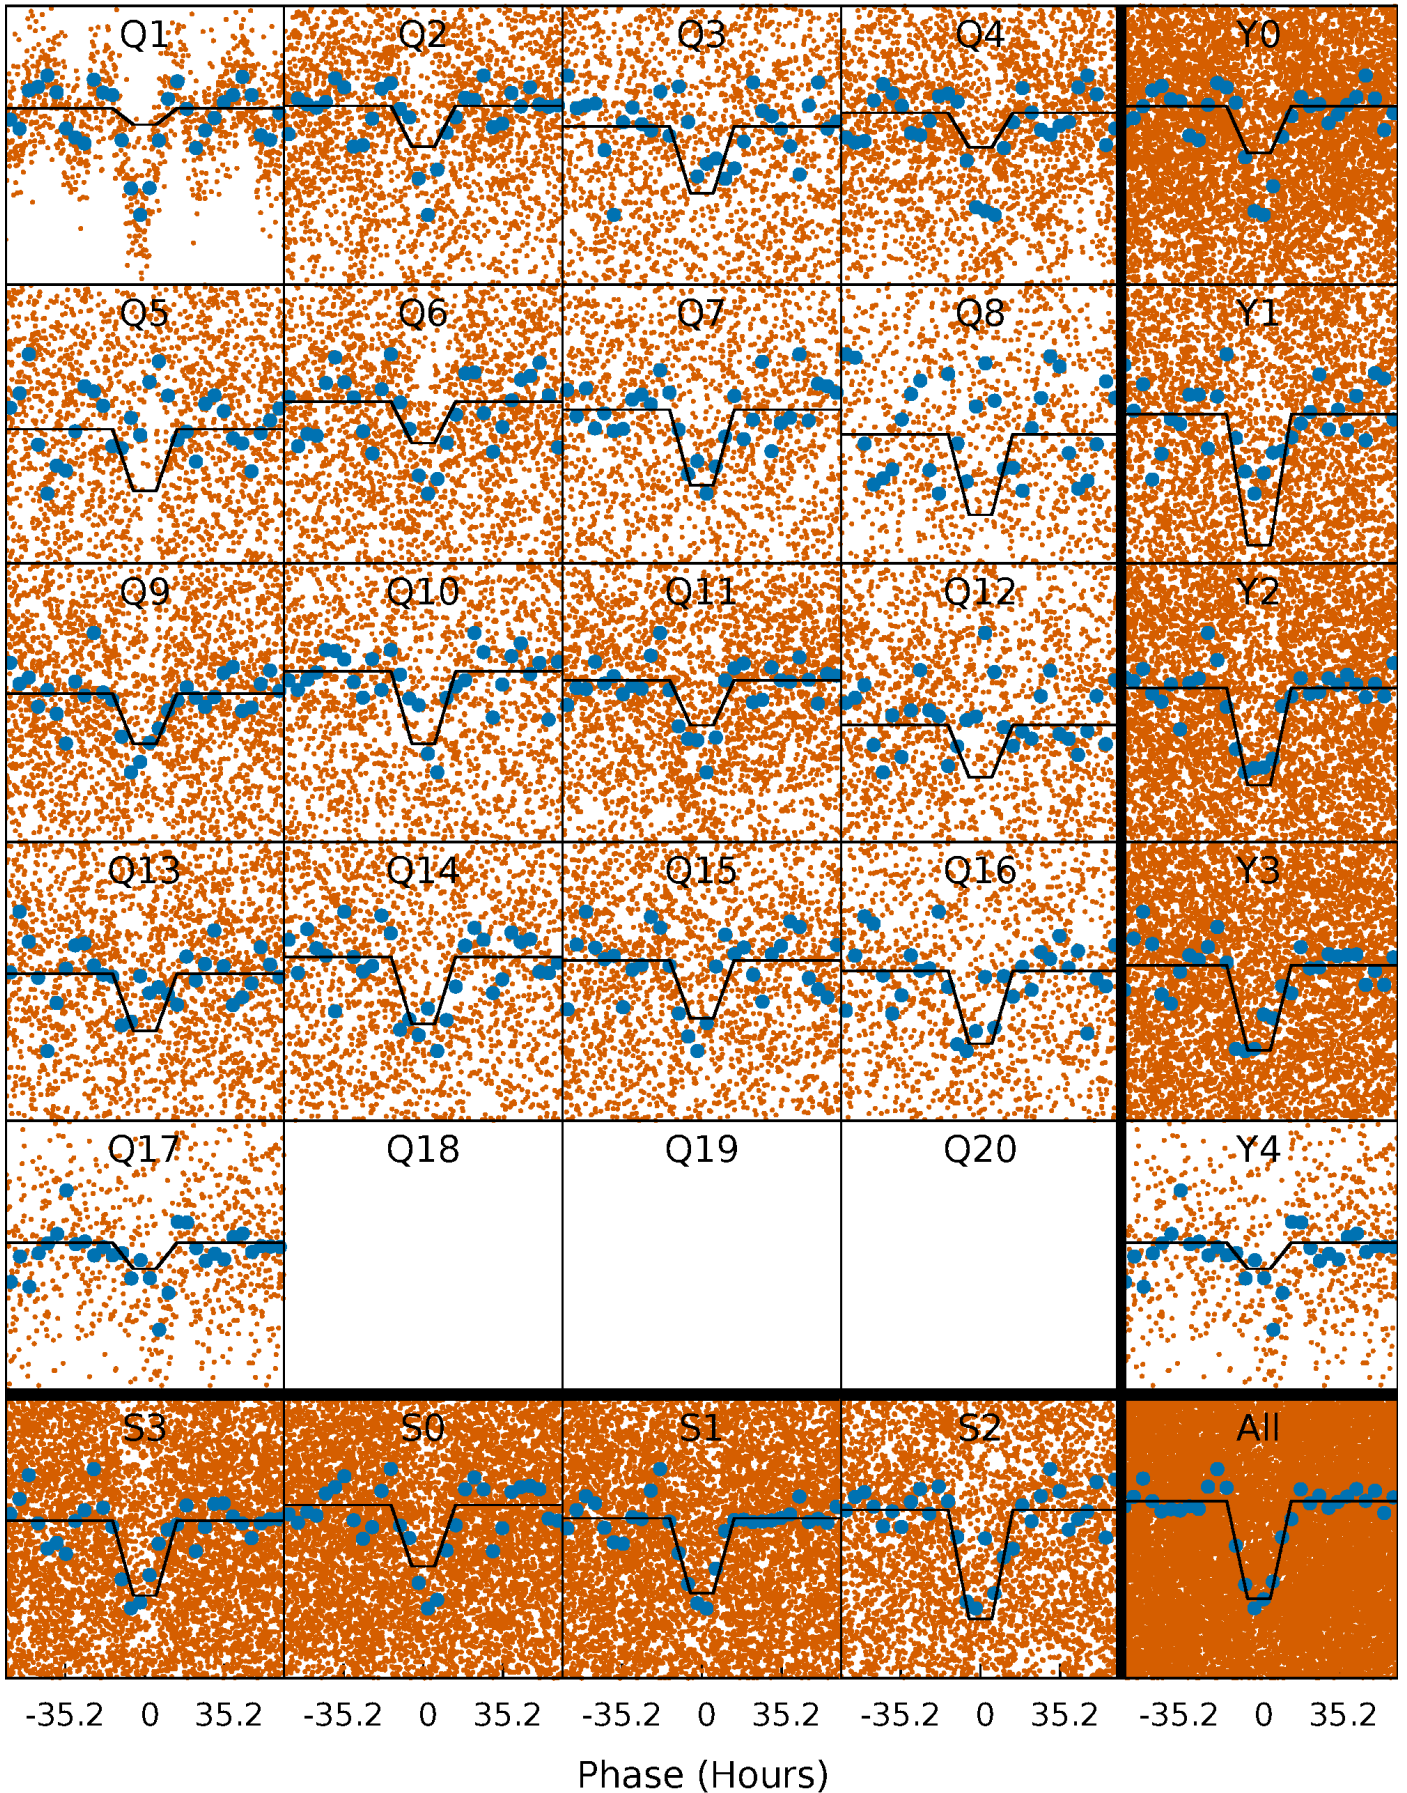 Q1 Q2 Q3 Q4 Y0
Q5 Q6 Q7 Q8 Y1
Q9 Q10 Q11 Q12 Y2
Q13 Q14 Q15 Q16 Y3
Q17 Q18 Q19 Q20 Y4
S3 S0 S1 S2 All
-35.2 0 35.2 -35.2 0 35.2 -35.2 0 35.2 -35.2 0 35.2 -35.2 0 35.2
Phase (Hours)